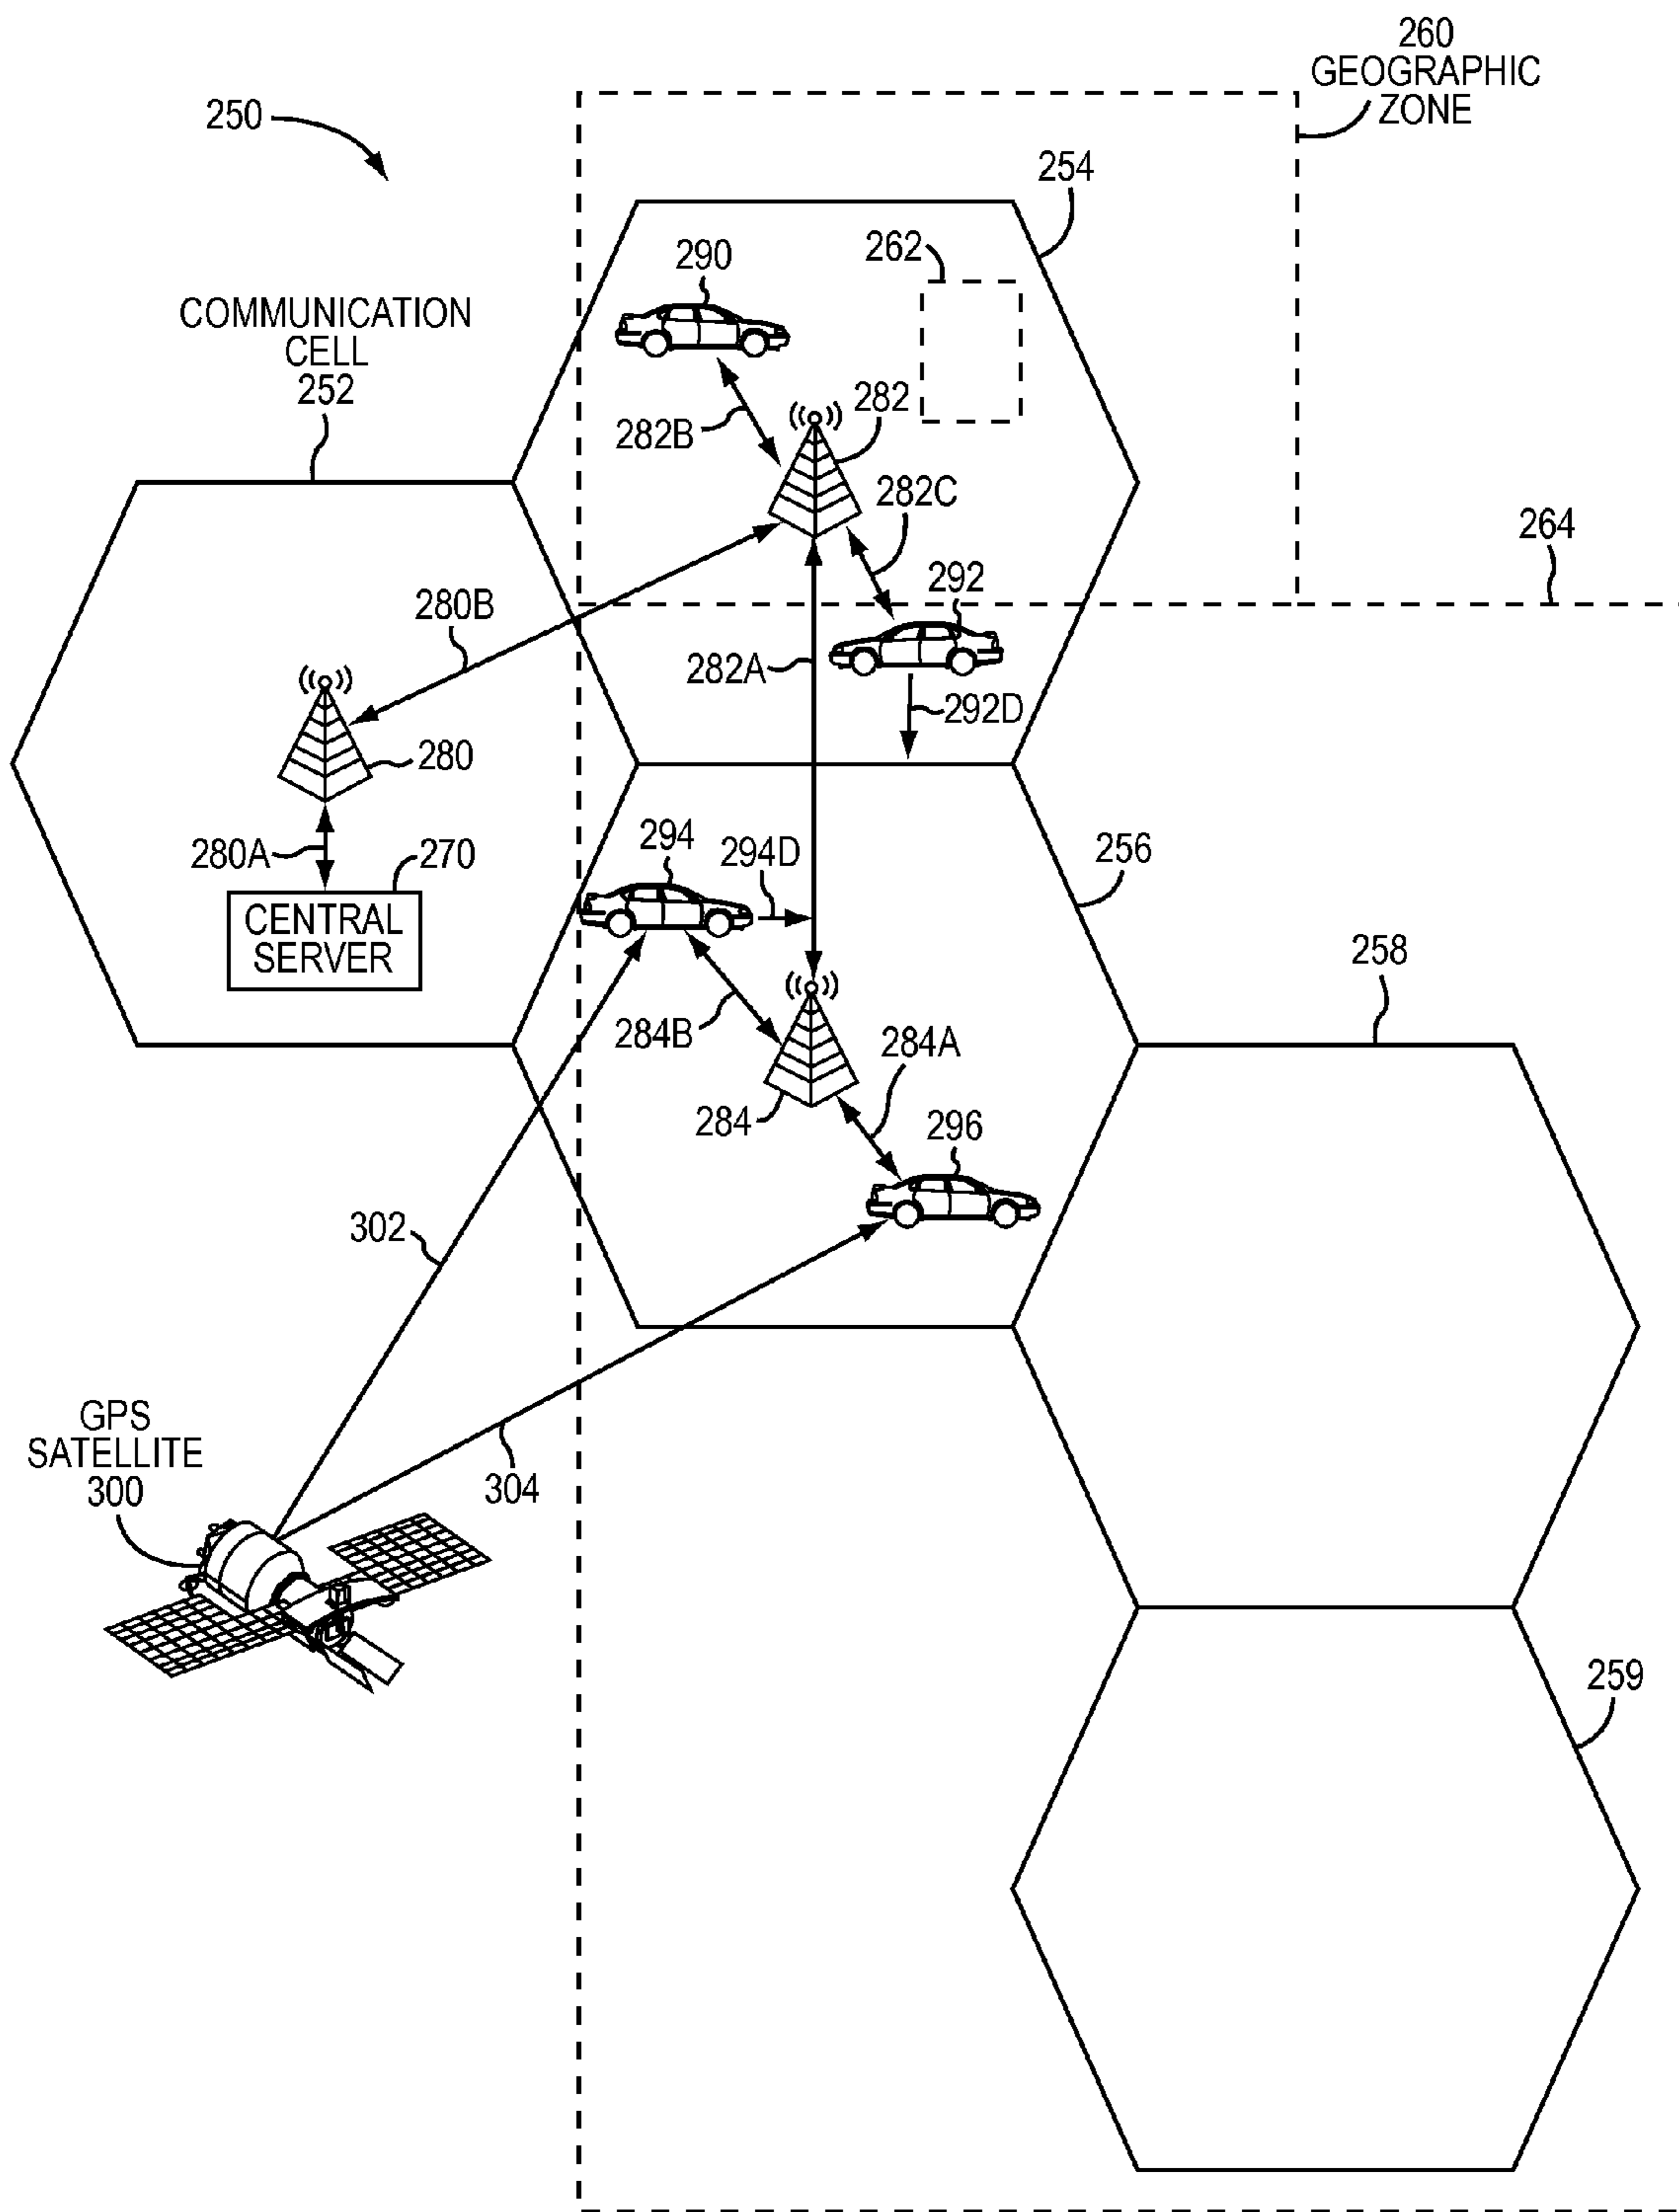 260
GEOGRAPHIC
ZONE
250
254
262
290
COMMUNICATION
CELL
252
282
282B
282C
264
292
280B
282A
292D
280
294
294D
256
280A
270
CENTRAL
SERVER
258
284B
284A
284
296
302
GPS
SATELLITE
300
304
259